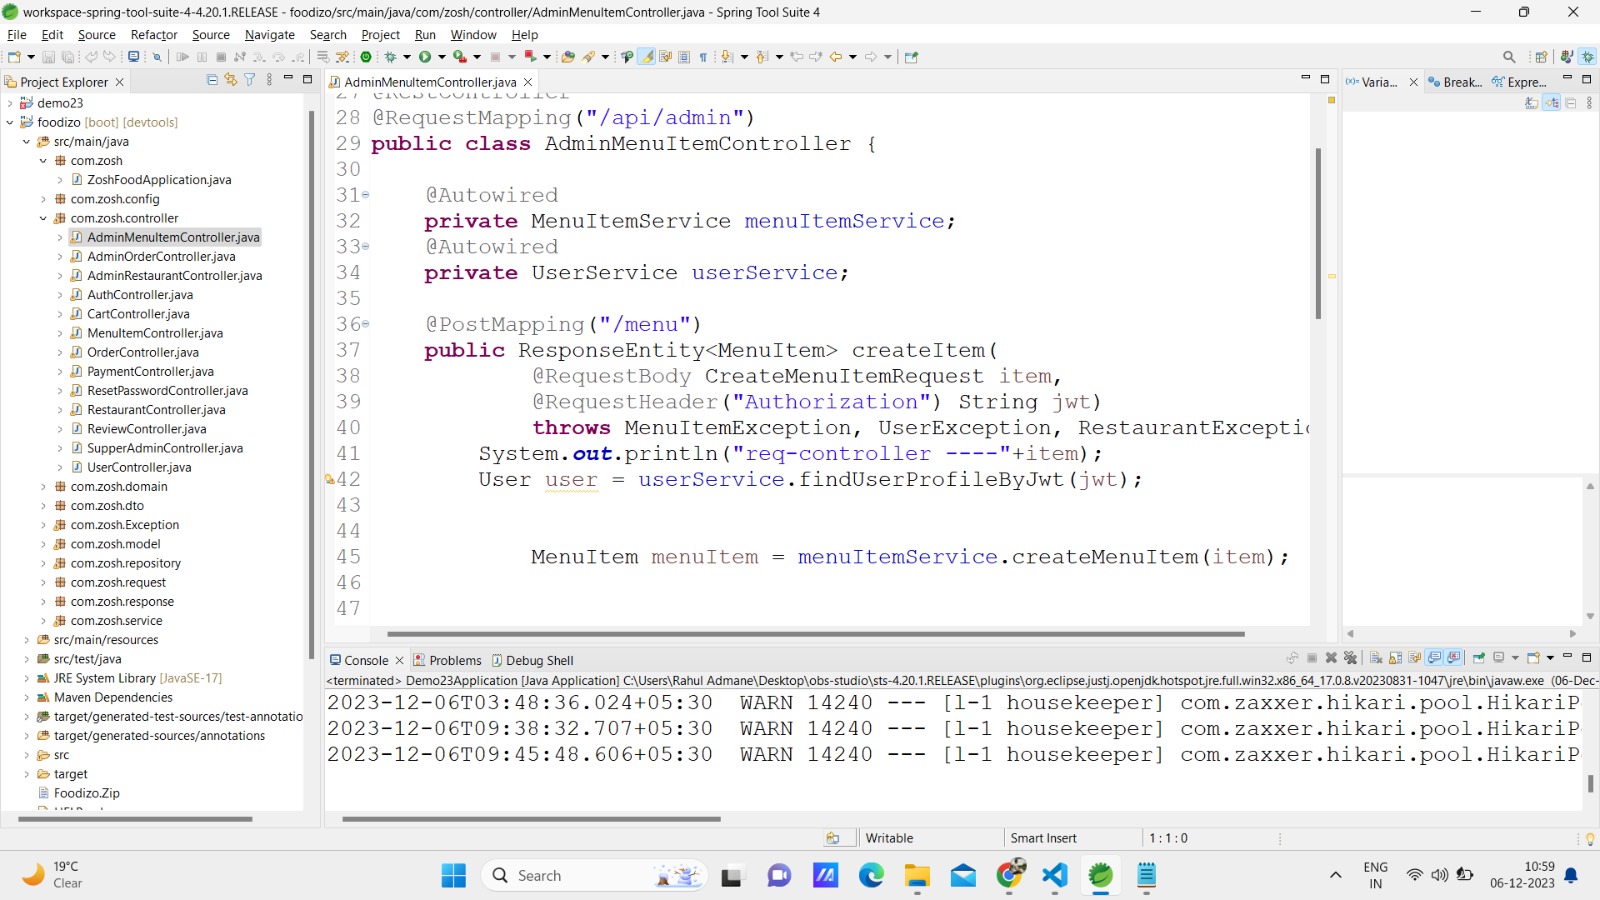 workspace-spring-tool-suite-4-4.20.1.RELEASE - foodizo/src/main/java/com/zosh/controller/AdminMenuItemController.java - Spring Tool Suite 4
File Edit Source Refactor Source Navigate Search Project Run Window Help
Project Explorer
demo23
foodizo [boot] [devtools]
src/main/java
com.zosh
ZoshFoodApplication.java
com.zosh.config
com.zosh.controller
AdminMenuItemController.java
AdminOrderController.java
AdminRestaurantController.java
AuthController.java
CartController.java
MenuItemController.java
OrderController.java
PaymentController.java
ResetPasswordController.java
RestaurantController.java
ReviewController.java
SupperAdminController.java
UserController.java
com.zosh.domain
com.zosh.dto
com.zosh.Exception
com.zosh.model
com.zosh.repository
com.zosh.request
com.zosh.response
com.zosh.service
src/main/resources
src/test/java
JRE System Library [JavaSE-17]
Maven Dependencies
target/generated-test-sources/test-annotatio
target/generated-sources/annotations
src
target
Foodizo.Zip
AdminMenuItemController.java
27 @RestController
28 @RequestMapping("/api/admin")
29 public class AdminMenuItemController {
30
31 @Autowired
32 private MenuItemService menuItemService;
33 @Autowired
34 private UserService userService;
35
36 @PostMapping("/menu")
37 public ResponseEntity<MenuItem> createItem(
38 @RequestBody CreateMenuItemRequest item,
39 @RequestHeader("Authorization") String jwt)
40 throws MenuItemException, UserException, RestaurantExceptio
41 System.out.println("req-controller ----"+item);
42 User user = userService.findUserProfileByJwt(jwt);
43
44
45 MenuItem menuItem = menuItemService.createMenuItem(item);
46
47
(x)= Varia... Break... Expre...
Console Problems Debug Shell
<terminated> Demo23Application [Java Application] C:\Users\Rahul Admane\Desktop\obs-studio\sts-4.20.1.RELEASE\plugins\org.eclipse.justj.openjdk.hotspot.jre.full.win32.x86_64_17.0.8.v20230831-1047\jre\bin\javaw.exe (06-Dec-
2023-12-06T03:48:36.024+05:30 WARN 14240 --- [l-1 housekeeper] com.zaxxer.hikari.pool.HikariP
2023-12-06T09:38:32.707+05:30 WARN 14240 --- [l-1 housekeeper] com.zaxxer.hikari.pool.HikariP
2023-12-06T09:45:48.606+05:30 WARN 14240 --- [l-1 housekeeper] com.zaxxer.hikari.pool.HikariP
Writable Smart Insert 1 : 1 : 0
19°C
Clear
Search
ENG
IN
10:59
06-12-2023